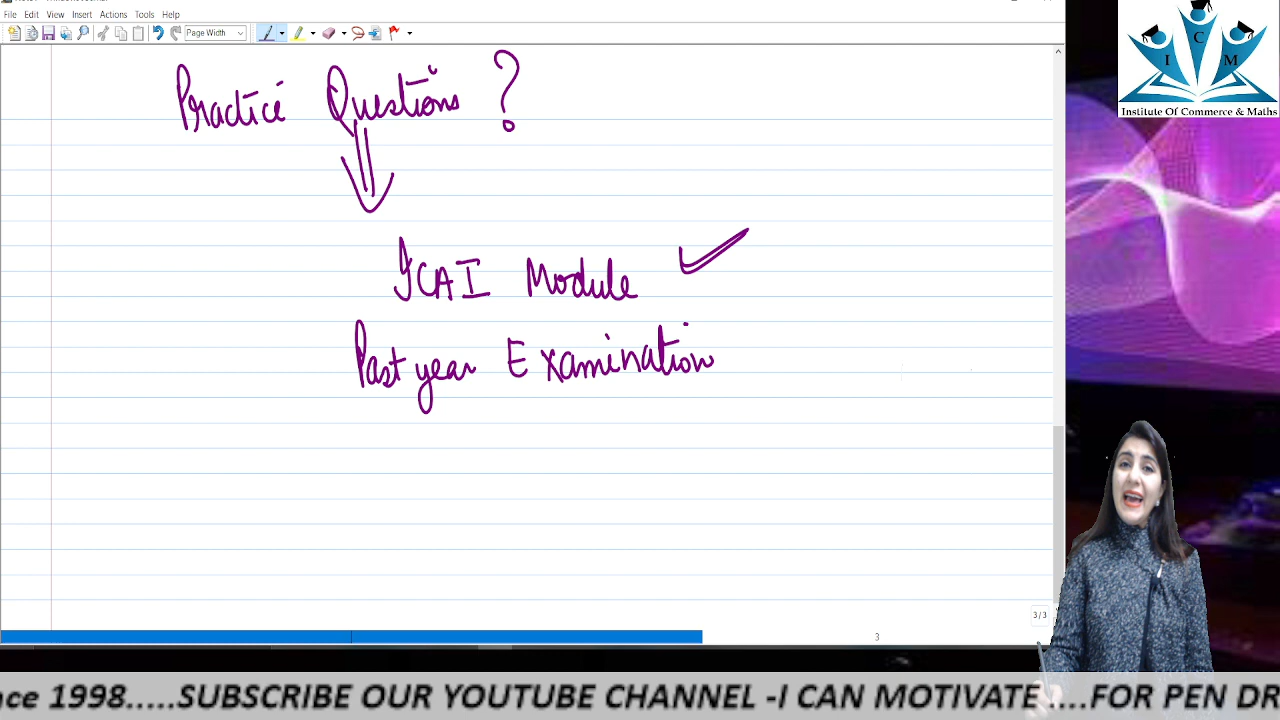 File Edit View Insert Actions Tools Help
Page Width
Practice Questions ?
ICAI Module
Past year Examination
I C M
Institute Of Commerce & Maths
3/3
3
nce 1998.....SUBSCRIBE OUR YOUTUBE CHANNEL -I CAN MOTIVATE ....FOR PEN DR